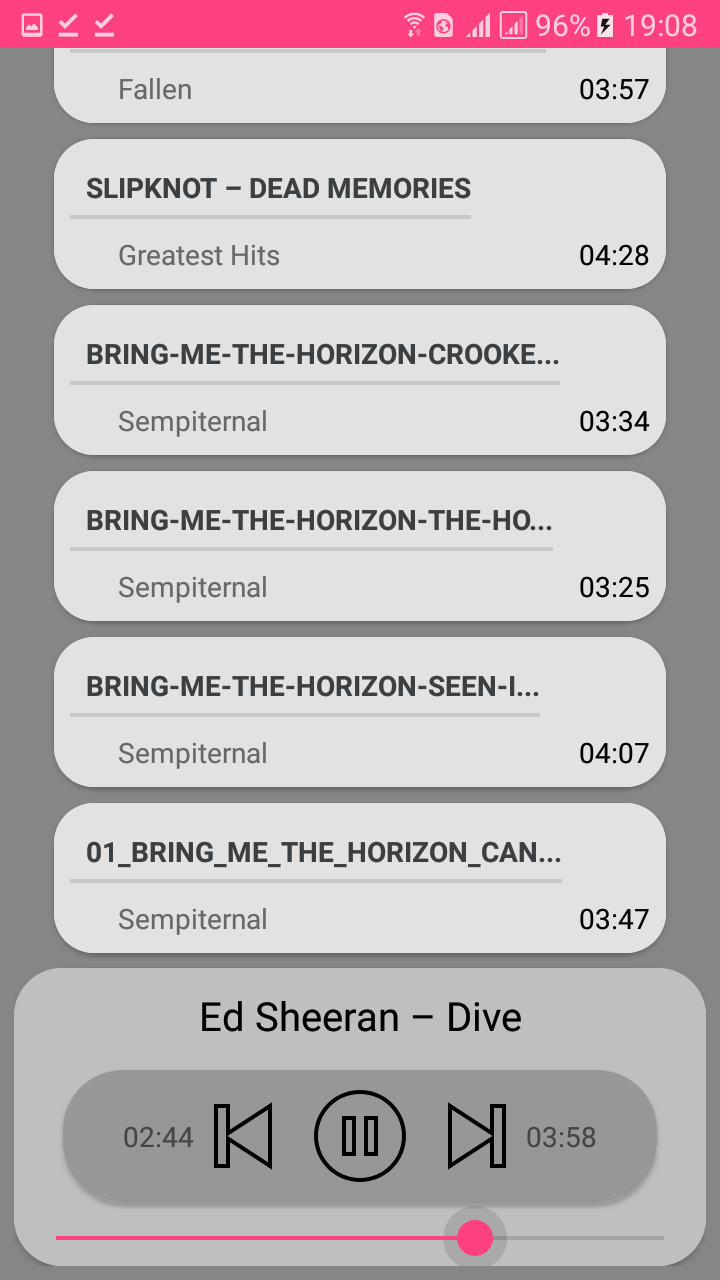 96% 19:08
Fallen 03:57
SLIPKNOT – DEAD MEMORIES
Greatest Hits 04:28
BRING-ME-THE-HORIZON-CROOKE...
Sempiternal 03:34
BRING-ME-THE-HORIZON-THE-HO...
Sempiternal 03:25
BRING-ME-THE-HORIZON-SEEN-I...
Sempiternal 04:07
01_BRING_ME_THE_HORIZON_CAN...
Sempiternal 03:47
Ed Sheeran – Dive
02:44 03:58